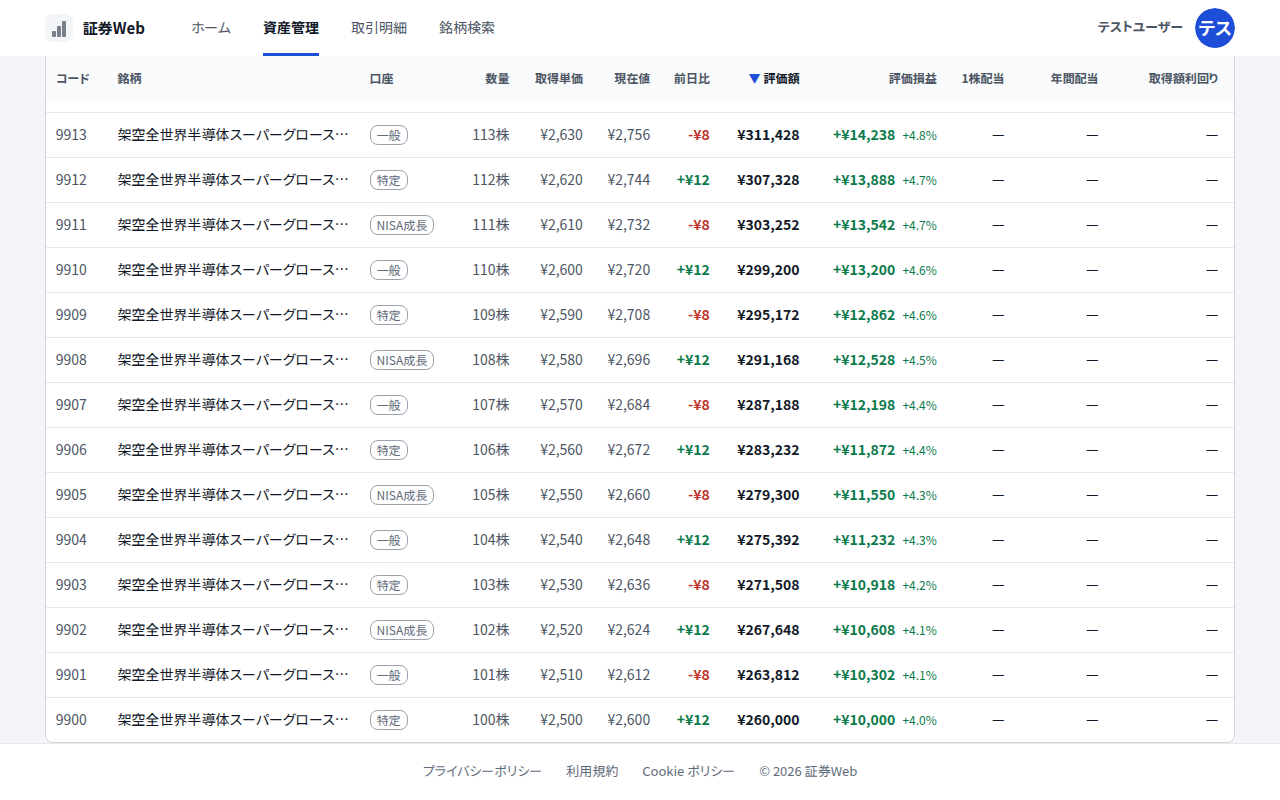 証券Web ホーム 資産管理 取引明細 銘柄検索 テストユーザー テス
コード 銘柄 口座 数量 取得単価 現在値 前日比 ▼ 評価額 評価損益 1株配当 年間配当 取得額利回り
9913 架空全世界半導体スーパーグロース… 一般 113株 ¥2,630 ¥2,756 -¥8 ¥311,428 +¥14,238 +4.8% — — —
9912 架空全世界半導体スーパーグロース… 特定 112株 ¥2,620 ¥2,744 +¥12 ¥307,328 +¥13,888 +4.7% — — —
9911 架空全世界半導体スーパーグロース… NISA成長 111株 ¥2,610 ¥2,732 -¥8 ¥303,252 +¥13,542 +4.7% — — —
9910 架空全世界半導体スーパーグロース… 一般 110株 ¥2,600 ¥2,720 +¥12 ¥299,200 +¥13,200 +4.6% — — —
9909 架空全世界半導体スーパーグロース… 特定 109株 ¥2,590 ¥2,708 -¥8 ¥295,172 +¥12,862 +4.6% — — —
9908 架空全世界半導体スーパーグロース… NISA成長 108株 ¥2,580 ¥2,696 +¥12 ¥291,168 +¥12,528 +4.5% — — —
9907 架空全世界半導体スーパーグロース… 一般 107株 ¥2,570 ¥2,684 -¥8 ¥287,188 +¥12,198 +4.4% — — —
9906 架空全世界半導体スーパーグロース… 特定 106株 ¥2,560 ¥2,672 +¥12 ¥283,232 +¥11,872 +4.4% — — —
9905 架空全世界半導体スーパーグロース… NISA成長 105株 ¥2,550 ¥2,660 -¥8 ¥279,300 +¥11,550 +4.3% — — —
9904 架空全世界半導体スーパーグロース… 一般 104株 ¥2,540 ¥2,648 +¥12 ¥275,392 +¥11,232 +4.3% — — —
9903 架空全世界半導体スーパーグロース… 特定 103株 ¥2,530 ¥2,636 -¥8 ¥271,508 +¥10,918 +4.2% — — —
9902 架空全世界半導体スーパーグロース… NISA成長 102株 ¥2,520 ¥2,624 +¥12 ¥267,648 +¥10,608 +4.1% — — —
9901 架空全世界半導体スーパーグロース… 一般 101株 ¥2,510 ¥2,612 -¥8 ¥263,812 +¥10,302 +4.1% — — —
9900 架空全世界半導体スーパーグロース… 特定 100株 ¥2,500 ¥2,600 +¥12 ¥260,000 +¥10,000 +4.0% — — —
プライバシーポリシー 利用規約 Cookie ポリシー © 2026 証券Web